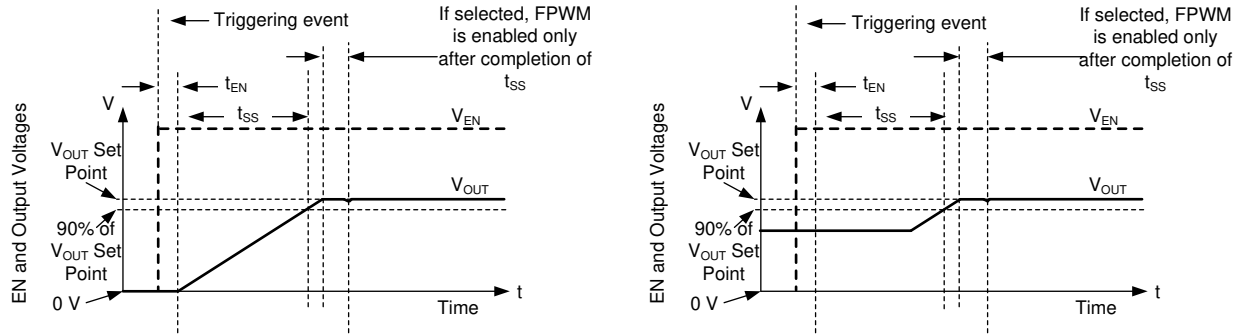 Triggering event
If selected, FPWM
is enabled only
after completion of
tSS
tEN
tSS
V
VEN
EN and Output Voltages
VOUT Set
Point
VOUT
90% of
VOUT Set
Point
0 V
t
Time
Triggering event
If selected, FPWM
is enabled only
after completion of
tSS
tEN
tSS
V
VEN
EN and Output Voltages
VOUT Set
Point
VOUT
90% of
VOUT Set
Point
0 V
t
Time